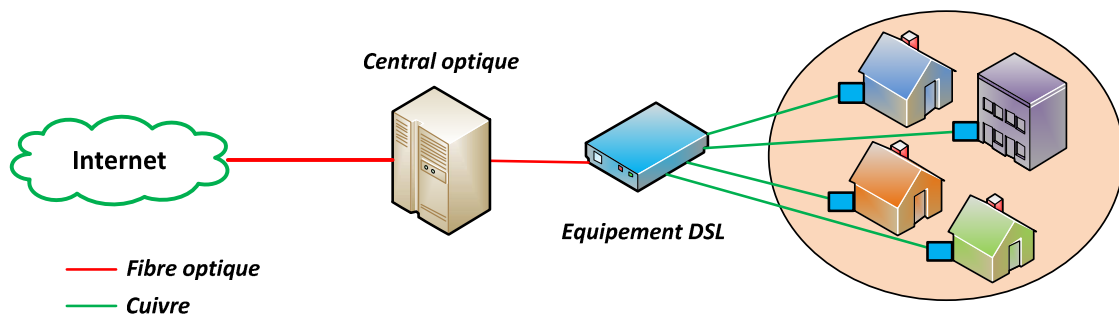 Central optique
Internet
Equipement DSL
Fibre optique
Cuivre